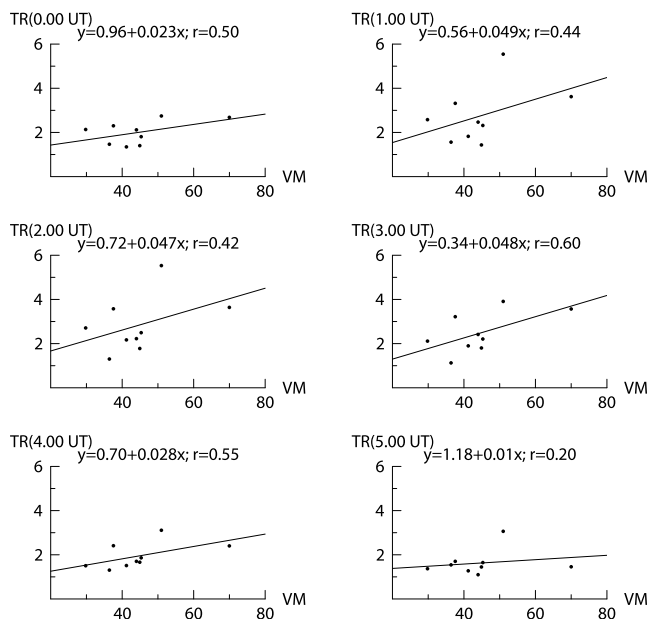 TR(0.00 UT)
y=0.96+0.023x; r=0.50
6
4
2
40
60
80
VM
TR(1.00 UT)
y=0.56+0.049x; r=0.44
6
4
2
40
60
80
VM
TR(2.00 UT)
y=0.72+0.047x; r=0.42
6
4
2
40
60
80
VM
TR(3.00 UT)
y=0.34+0.048x; r=0.60
6
4
2
40
60
80
VM
TR(4.00 UT)
y=0.70+0.028x; r=0.55
6
4
2
40
60
80
VM
TR(5.00 UT)
y=1.18+0.01x; r=0.20
6
4
2
40
60
80
VM